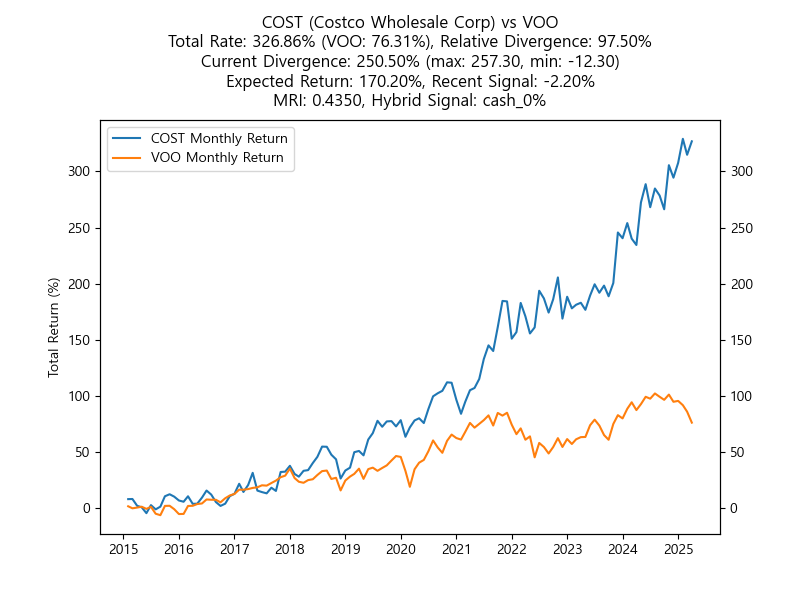 COST (Costco Wholesale Corp) vs VOO
Total Rate: 326.86% (VOO: 76.31%), Relative Divergence: 97.50%
Current Divergence: 250.50% (max: 257.30, min: -12.30)
Expected Return: 170.20%, Recent Signal: -2.20%
MRI: 0.4350, Hybrid Signal: cash_0%
COST Monthly Return
VOO Monthly Return
Total Return (%)
300
250
200
150
100
50
0
300
250
200
150
100
50
0
2015 2016 2017 2018 2019 2020 2021 2022 2023 2024 2025